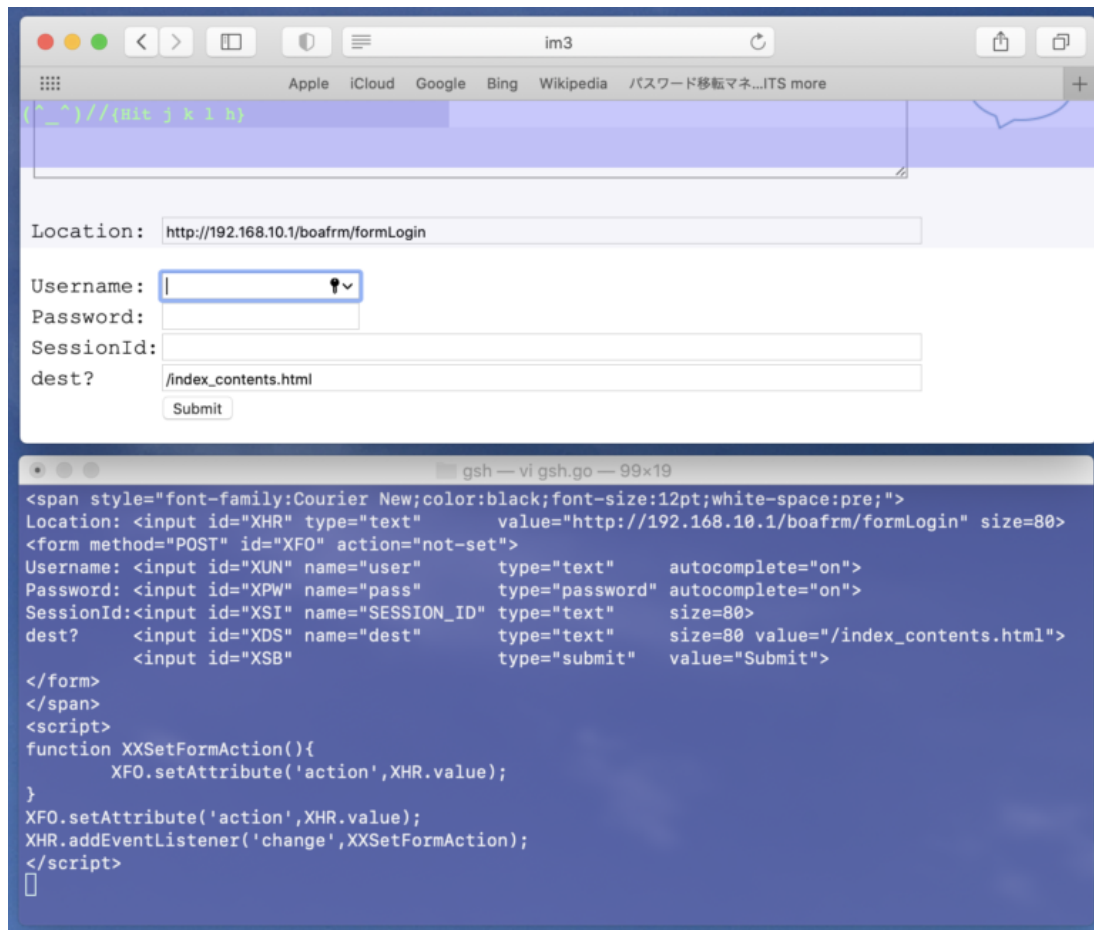 im3
Apple iCloud Google Bing Wikipedia パスワード移転マネ...ITS more
(^_^)//{Hit j k l h}
Location: http://192.168.10.1/boafrm/formLogin
Username:
Password:
SessionId:
dest? /index_contents.html
Submit
gsh — vi gsh.go — 99×19
<span style="font-family:Courier New;color:black;font-size:12pt;white-space:pre;">
Location: <input id="XHR" type="text"       value="http://192.168.10.1/boafrm/formLogin" size=80>
<form method="POST" id="XFO" action="not-set">
Username: <input id="XUN" name="user"       type="text"     autocomplete="on">
Password: <input id="XPW" name="pass"       type="password" autocomplete="on">
SessionId:<input id="XSI" name="SESSION_ID" type="text"     size=80>
dest?     <input id="XDS" name="dest"       type="text"     size=80 value="/index_contents.html">
          <input id="XSB"                   type="submit"   value="Submit">
</form>
</span>
<script>
function XXSetFormAction(){
        XFO.setAttribute('action',XHR.value);
}
XFO.setAttribute('action',XHR.value);
XHR.addEventListener('change',XXSetFormAction);
</script>